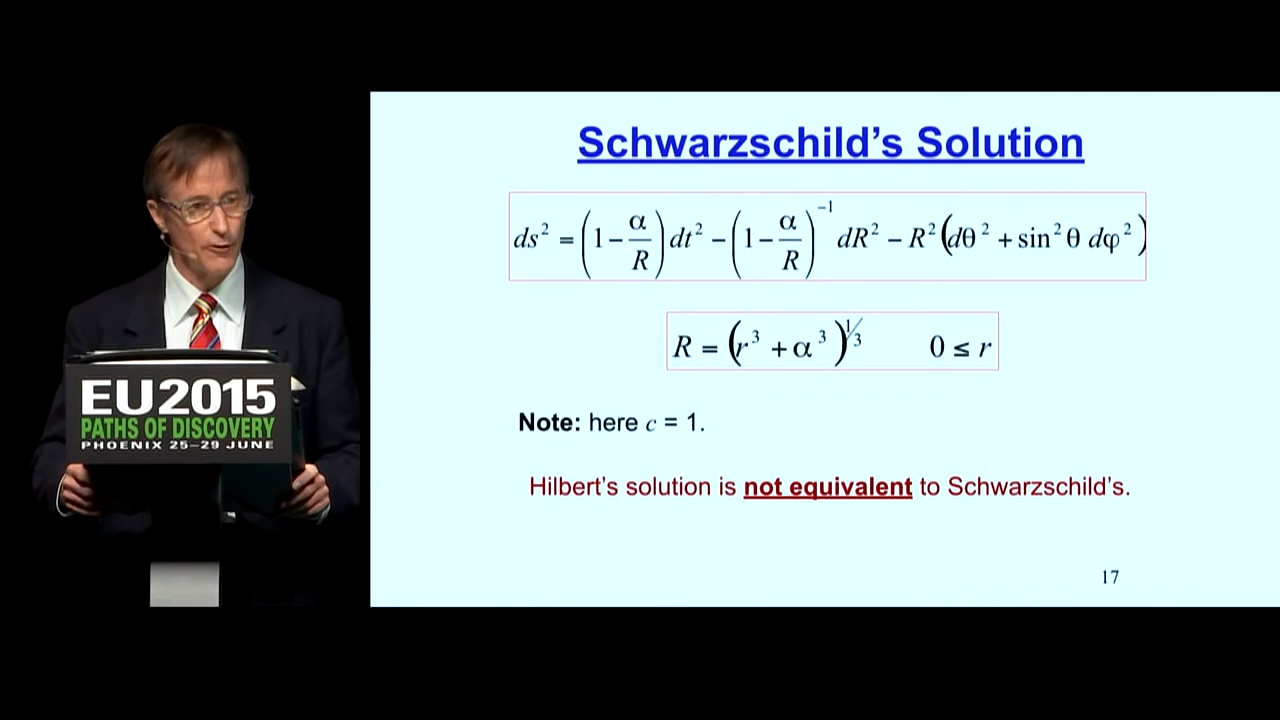 Schwarzschild's Solution
ds² = (1 − α/R) dt² − (1 − α/R)⁻¹ dR² − R² (dθ² + sin² θ dφ²)
R = (r³ + α³)^⅓ 0 ≤ r
Note: here c = 1.
Hilbert's solution is not equivalent to Schwarzschild's.
17
EU2015
PATHS OF DISCOVERY
PHOENIX 25–29 JUNE